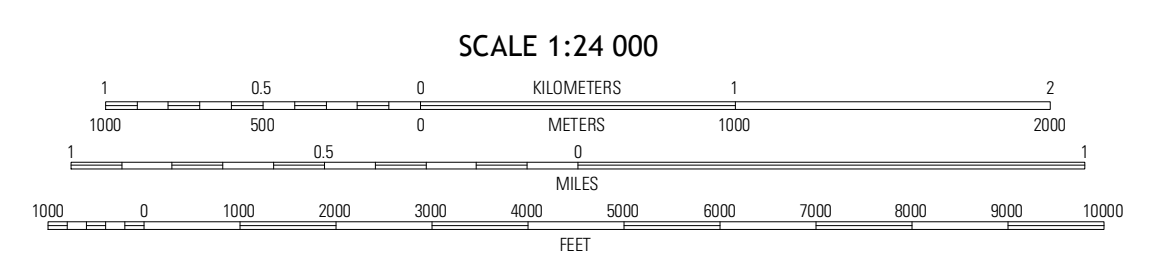 SCALE 1:24 000
1 0.5 0 KILOMETERS 1 2
1000 500 0 METERS 1000 2000
1 0.5 0 1
MILES
1000 0 1000 2000 3000 4000 5000 6000 7000 8000 9000 10000
FEET